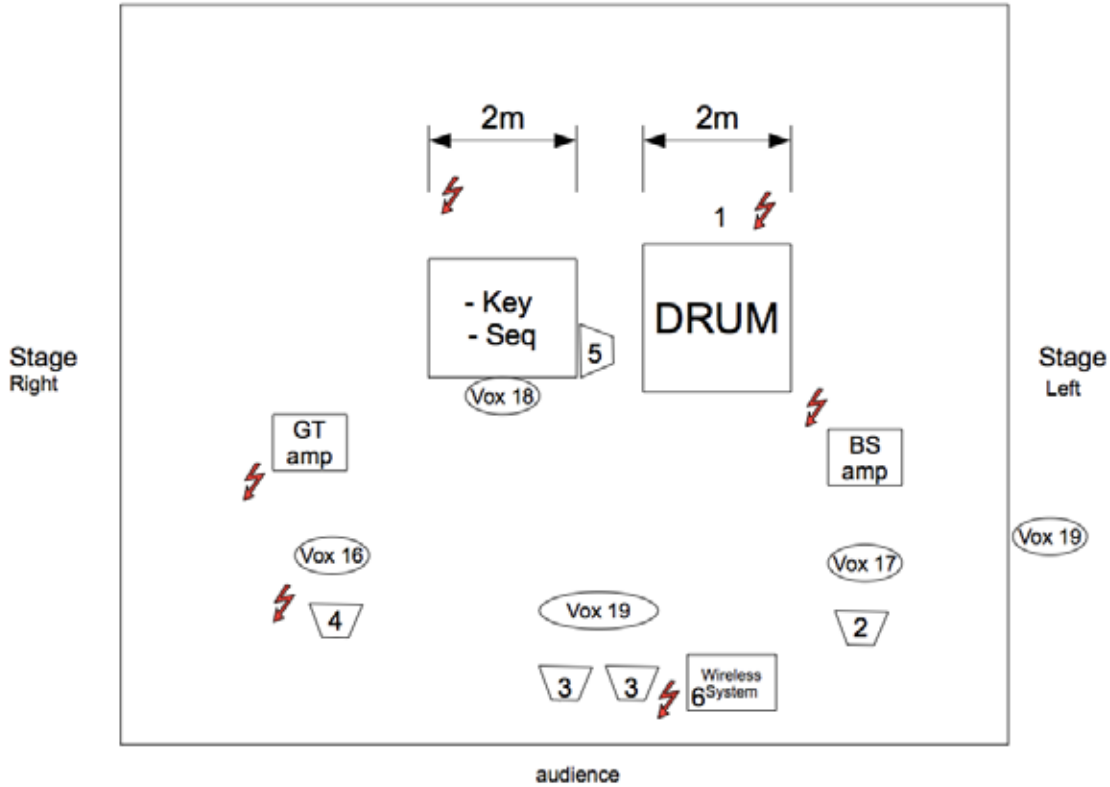 2m
2m
1
- Key
- Seq
DRUM
5
Stage
Right
Stage
Left
Vox 18
GT
amp
BS
amp
Vox 19
Vox 16
Vox 17
Vox 19
4
2
3
3
6
Wireless
System
audience